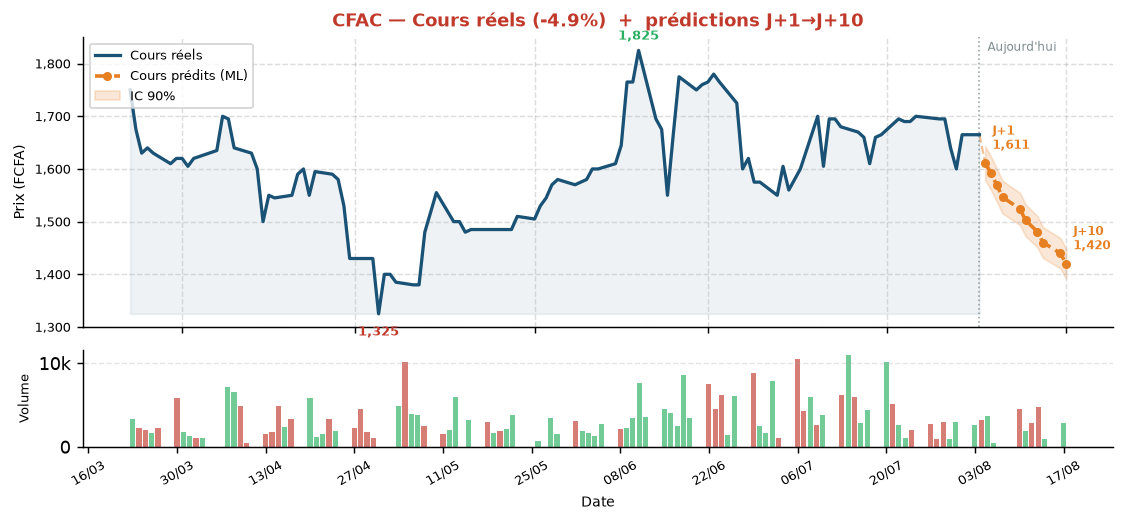 CFAC — Cours réels (-4.9%)  +  prédictions J+1→J+10
1,825
Aujourd'hui
Cours réels
Cours prédits (ML)
IC 90%
1,800
1,700
1,600
1,500
1,400
1,300
Prix (FCFA)
J+1
1,611
J+10
1,420
1,325
10k
0
Volume
16/03
30/03
13/04
27/04
11/05
25/05
08/06
22/06
06/07
20/07
03/08
17/08
Date